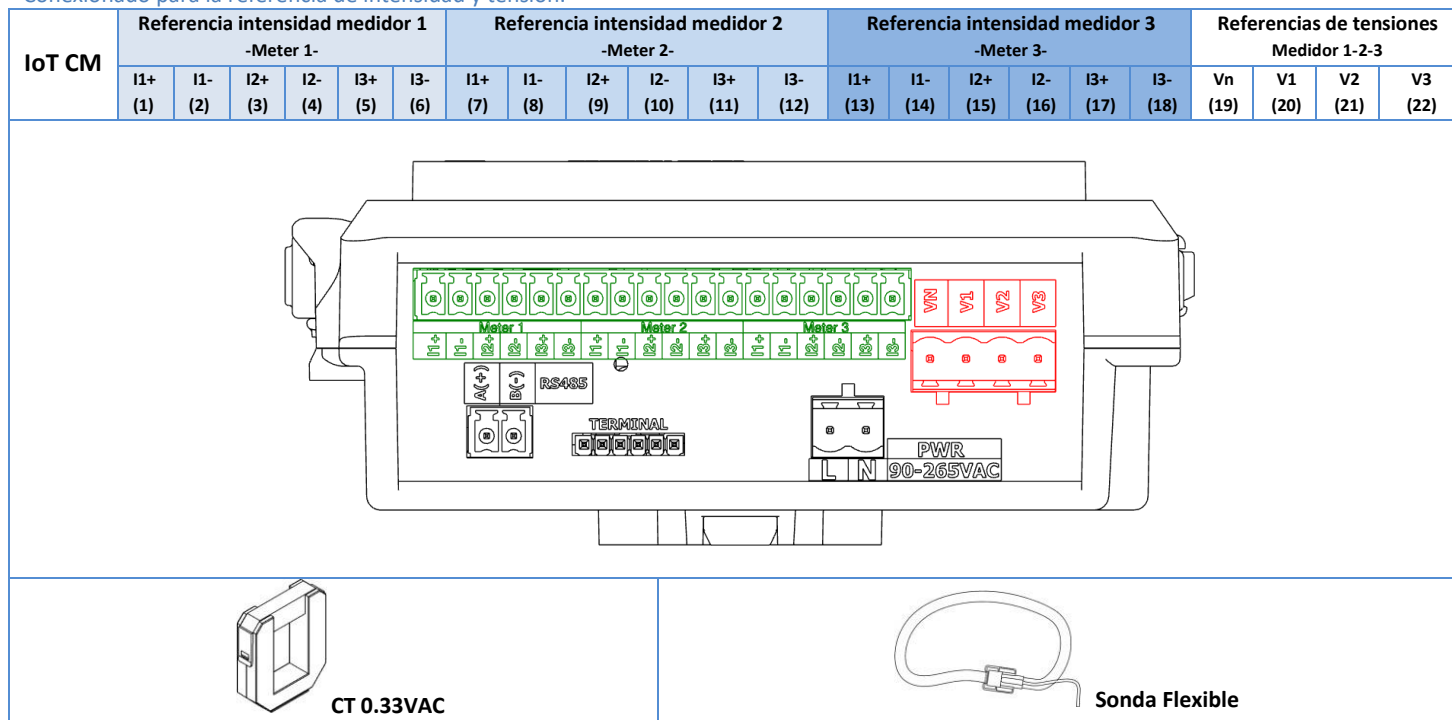 Conexionado para la referencia de intensidad y tensión.
IoT CM
Referencia intensidad medidor 1
-Meter 1-
Referencia intensidad medidor 2
-Meter 2-
Referencia intensidad medidor 3
-Meter 3-
Referencias de tensiones
Medidor 1-2-3
I1+ I1- I2+ I2- I3+ I3- I1+ I1- I2+ I2- I3+ I3- I1+ I1- I2+ I2- I3+ I3- Vn V1 V2 V3
(1) (2) (3) (4) (5) (6) (7) (8) (9) (10) (11) (12) (13) (14) (15) (16) (17) (18) (19) (20) (21) (22)
VN V1 V2 V3
Meter 1 Meter 2 Meter 3
I1+ I1- I2+ I2- I3+ I3- I1+ I1- I2+ I2- I3+ I3- I1+ I1- I2+ I2- I3+ I3-
A(+) B(-) RS485
TERMINAL
PWR
L N 90-265VAC
CT 0.33VAC
Sonda Flexible